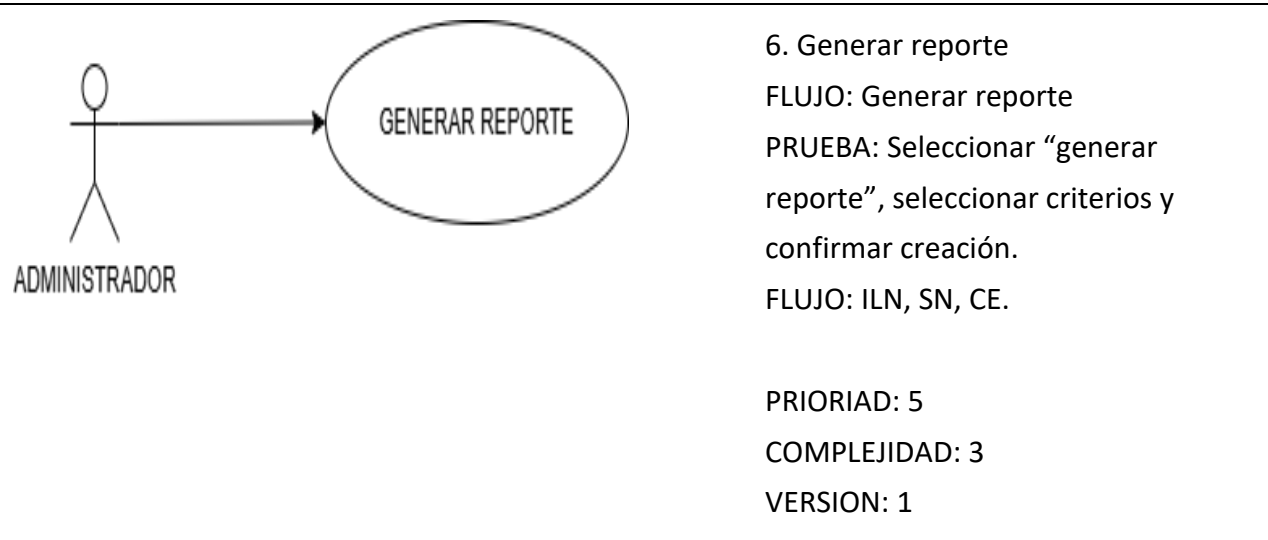 GENERAR REPORTE
ADMINISTRADOR
6. Generar reporte
FLUJO: Generar reporte
PRUEBA: Seleccionar “generar
reporte”, seleccionar criterios y
confirmar creación.
FLUJO: ILN, SN, CE.
PRIORIAD: 5
COMPLEJIDAD: 3
VERSION: 1